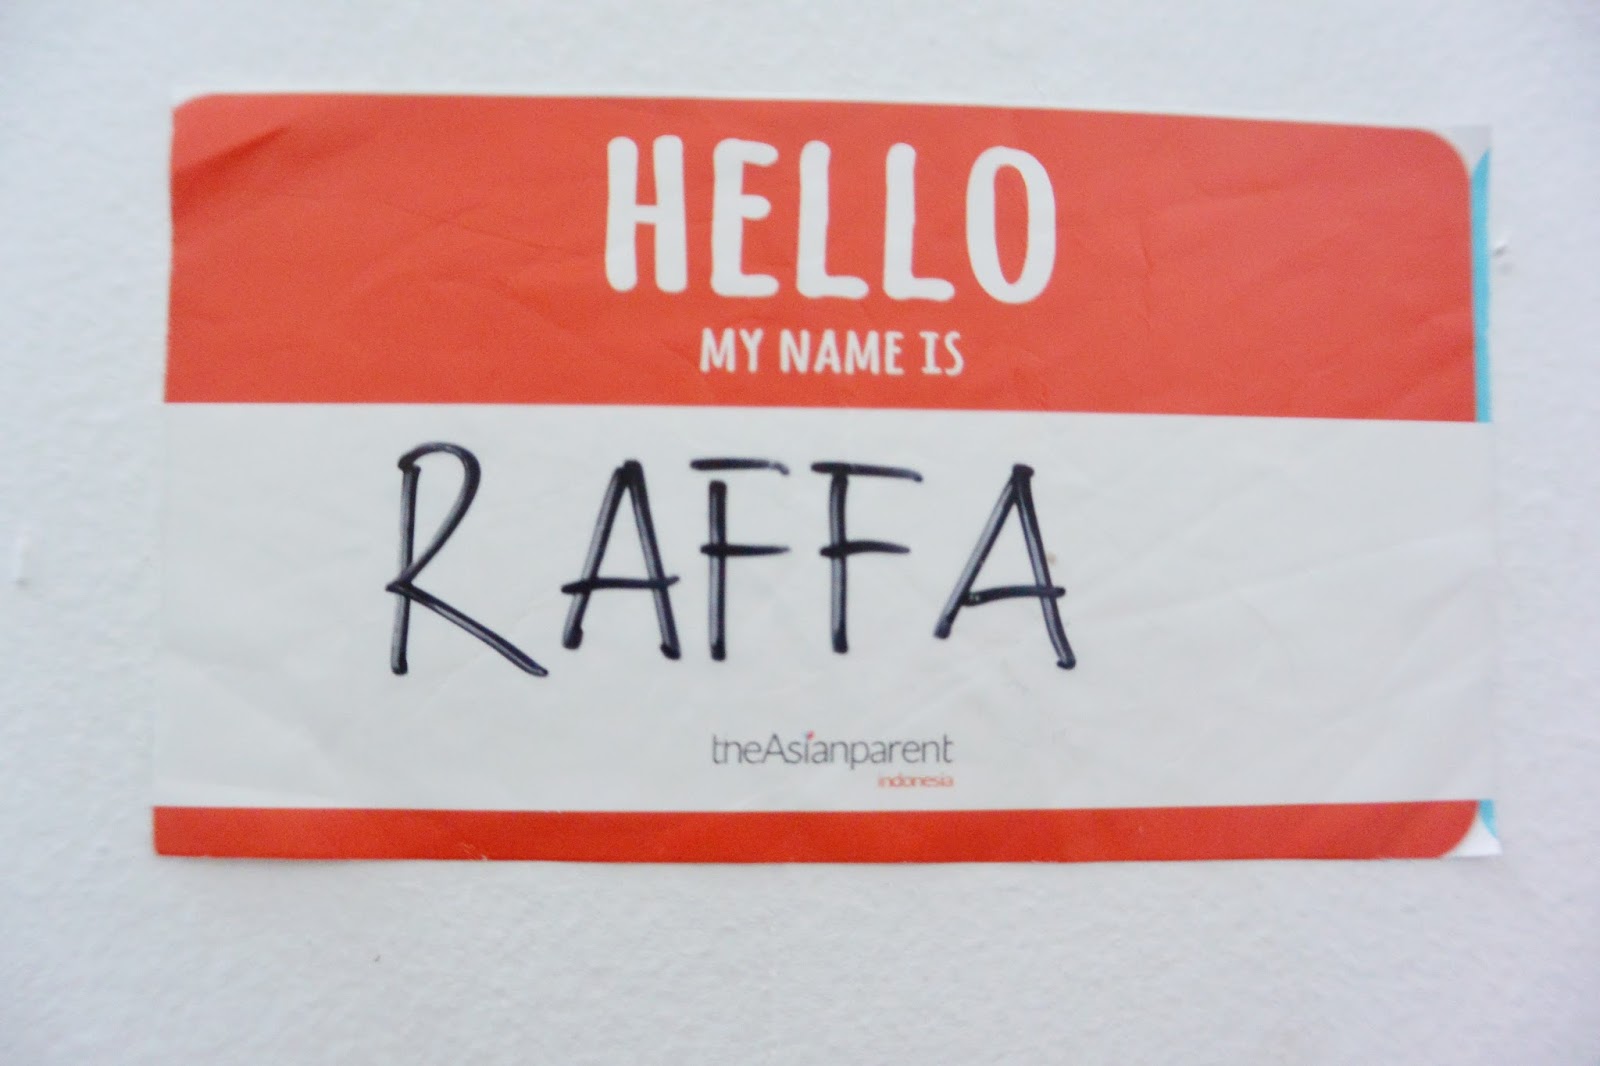 HELLO
MY NAME IS
RAFFA
theAsianparent
indonesia